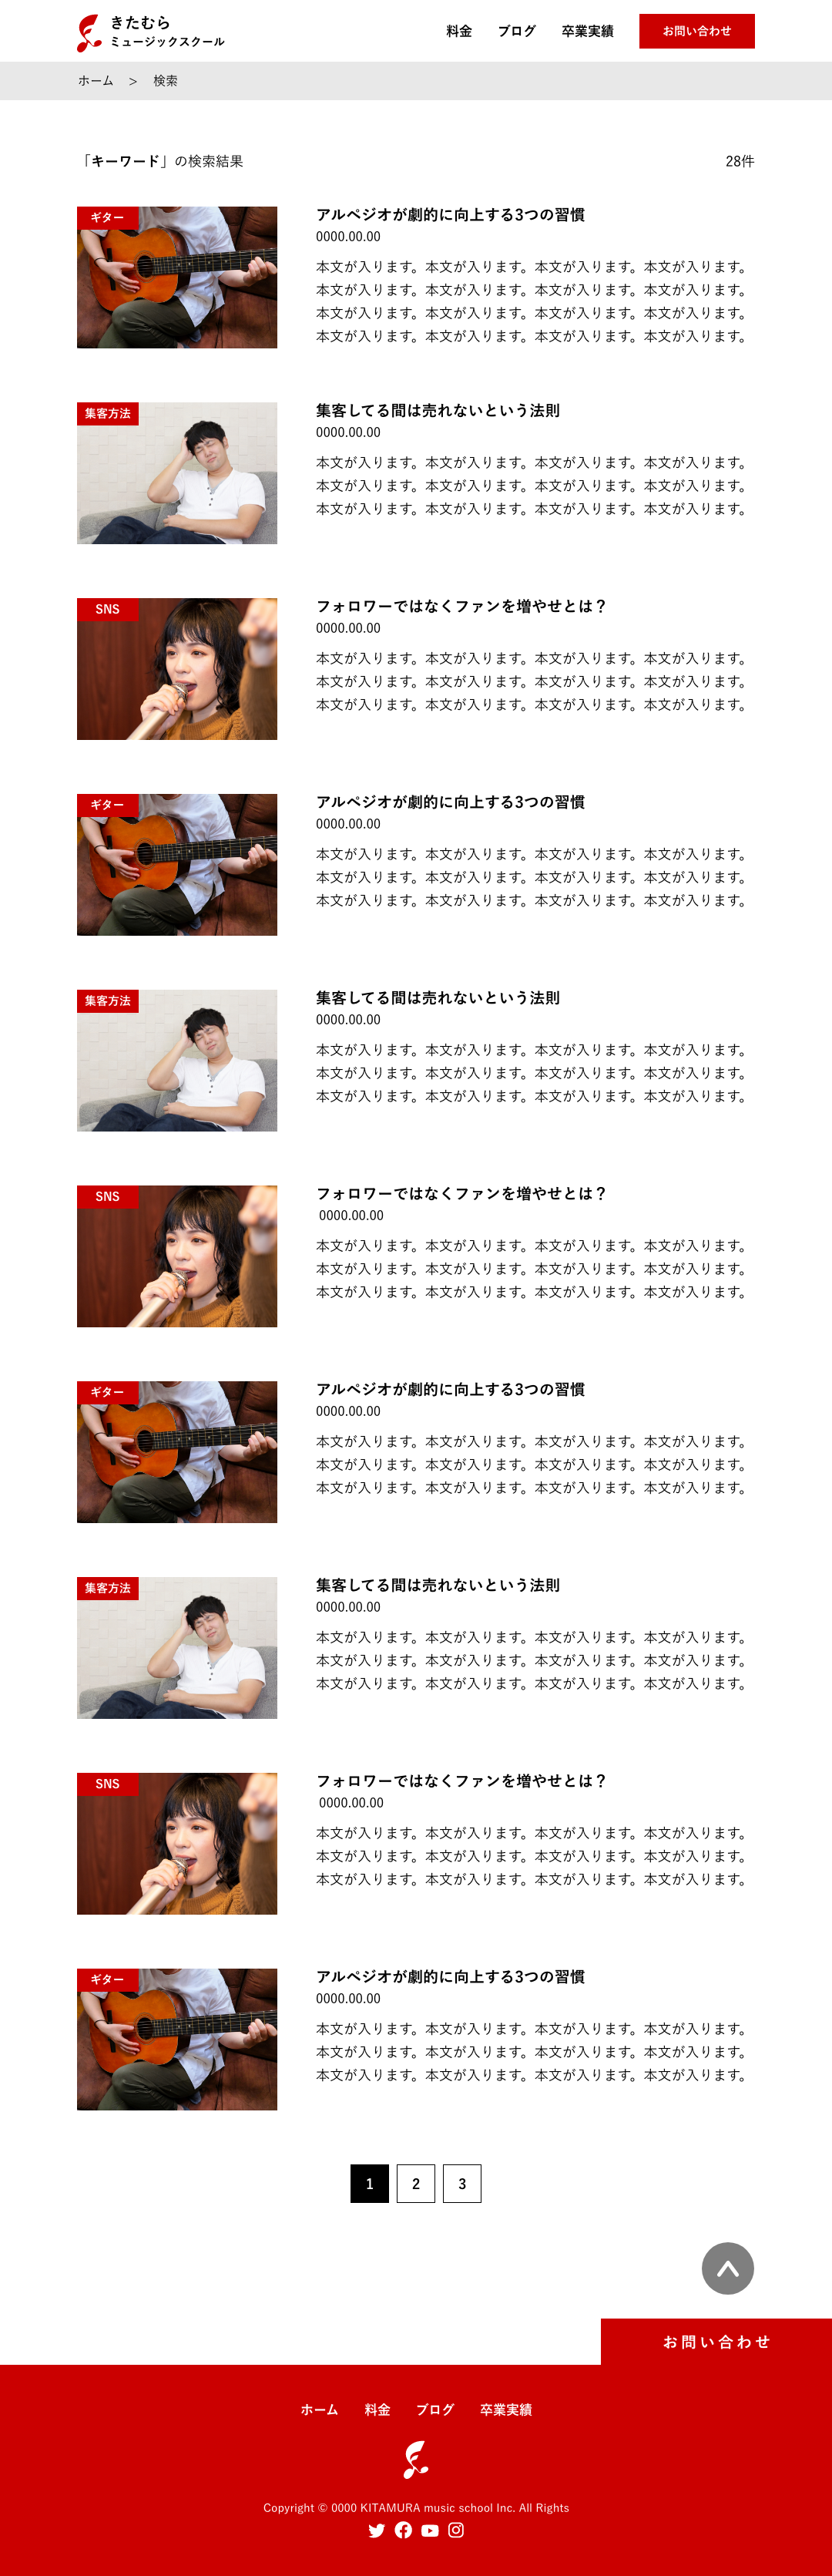 きたむら
ミュージックスクール
料金 ブログ 卒業実績 お問い合わせ
ホーム > 検索
「キーワード」の検索結果 28件
ギター
アルペジオが劇的に向上する3つの習慣
0000.00.00
本文が入ります。本文が入ります。本文が入ります。本文が入ります。
本文が入ります。本文が入ります。本文が入ります。本文が入ります。
本文が入ります。本文が入ります。本文が入ります。本文が入ります。
本文が入ります。本文が入ります。本文が入ります。本文が入ります。
集客方法
集客してる間は売れないという法則
0000.00.00
本文が入ります。本文が入ります。本文が入ります。本文が入ります。
本文が入ります。本文が入ります。本文が入ります。本文が入ります。
本文が入ります。本文が入ります。本文が入ります。本文が入ります。
SNS
フォロワーではなくファンを増やせとは？
0000.00.00
本文が入ります。本文が入ります。本文が入ります。本文が入ります。
本文が入ります。本文が入ります。本文が入ります。本文が入ります。
本文が入ります。本文が入ります。本文が入ります。本文が入ります。
ギター
アルペジオが劇的に向上する3つの習慣
0000.00.00
本文が入ります。本文が入ります。本文が入ります。本文が入ります。
本文が入ります。本文が入ります。本文が入ります。本文が入ります。
本文が入ります。本文が入ります。本文が入ります。本文が入ります。
集客方法
集客してる間は売れないという法則
0000.00.00
本文が入ります。本文が入ります。本文が入ります。本文が入ります。
本文が入ります。本文が入ります。本文が入ります。本文が入ります。
本文が入ります。本文が入ります。本文が入ります。本文が入ります。
SNS
フォロワーではなくファンを増やせとは？
0000.00.00
本文が入ります。本文が入ります。本文が入ります。本文が入ります。
本文が入ります。本文が入ります。本文が入ります。本文が入ります。
本文が入ります。本文が入ります。本文が入ります。本文が入ります。
ギター
アルペジオが劇的に向上する3つの習慣
0000.00.00
本文が入ります。本文が入ります。本文が入ります。本文が入ります。
本文が入ります。本文が入ります。本文が入ります。本文が入ります。
本文が入ります。本文が入ります。本文が入ります。本文が入ります。
集客方法
集客してる間は売れないという法則
0000.00.00
本文が入ります。本文が入ります。本文が入ります。本文が入ります。
本文が入ります。本文が入ります。本文が入ります。本文が入ります。
本文が入ります。本文が入ります。本文が入ります。本文が入ります。
SNS
フォロワーではなくファンを増やせとは？
0000.00.00
本文が入ります。本文が入ります。本文が入ります。本文が入ります。
本文が入ります。本文が入ります。本文が入ります。本文が入ります。
本文が入ります。本文が入ります。本文が入ります。本文が入ります。
ギター
アルペジオが劇的に向上する3つの習慣
0000.00.00
本文が入ります。本文が入ります。本文が入ります。本文が入ります。
本文が入ります。本文が入ります。本文が入ります。本文が入ります。
本文が入ります。本文が入ります。本文が入ります。本文が入ります。
1 2 3
お問い合わせ
ホーム 料金 ブログ 卒業実績
Copyright © 0000 KITAMURA music school Inc. All Rights